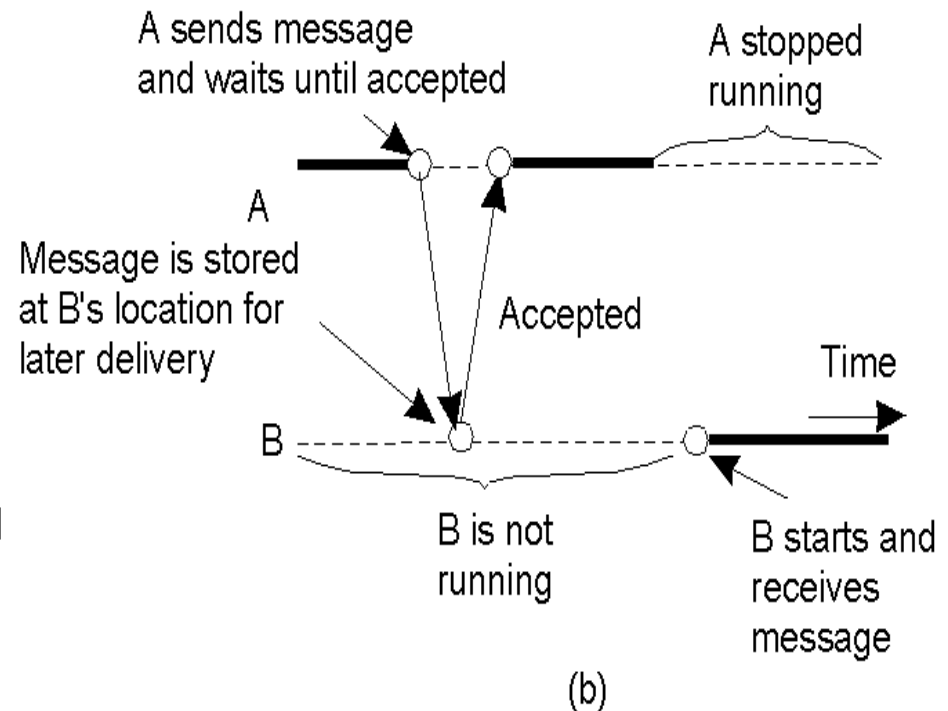 A sends message
and waits until accepted
A stopped
running
A
Message is stored
at B's location for
later delivery
Accepted
Time
B
B is not
running
B starts and
receives
message
(b)